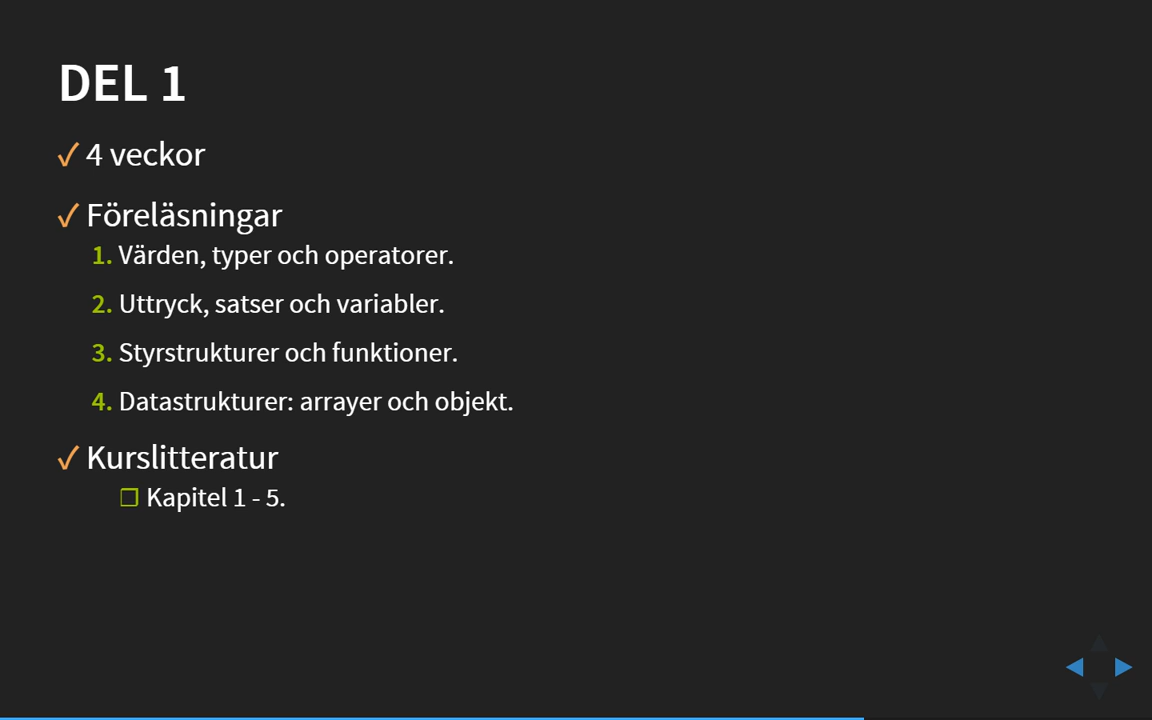 DEL 1
✓ 4 veckor
✓ Föreläsningar
1. Värden, typer och operatorer.
2. Uttryck, satser och variabler.
3. Styrstrukturer och funktioner.
4. Datastrukturer: arrayer och objekt.
✓ Kurslitteratur
❐ Kapitel 1 - 5.